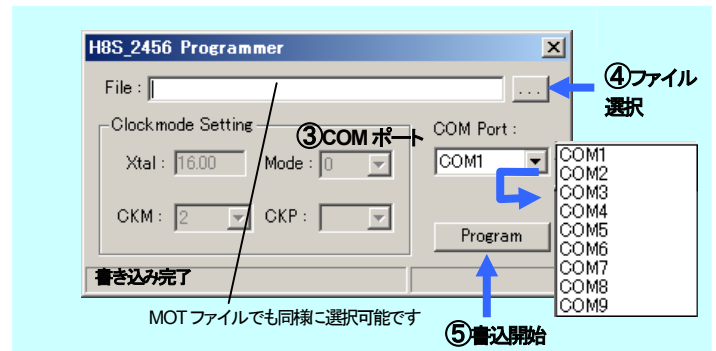 H8S_2456 Programmer
File :
...
④ファイル
選択
Clockmode Setting
③COM ポート
COM Port :
Xtal : 16.00
Mode : 0
COM1
CKM : 2
CKP :
Program
COM1
COM2
COM3
COM4
COM5
COM6
COM7
COM8
COM9
書き込み完了
MOT ファイルでも同様に選択可能です
⑤書込開始